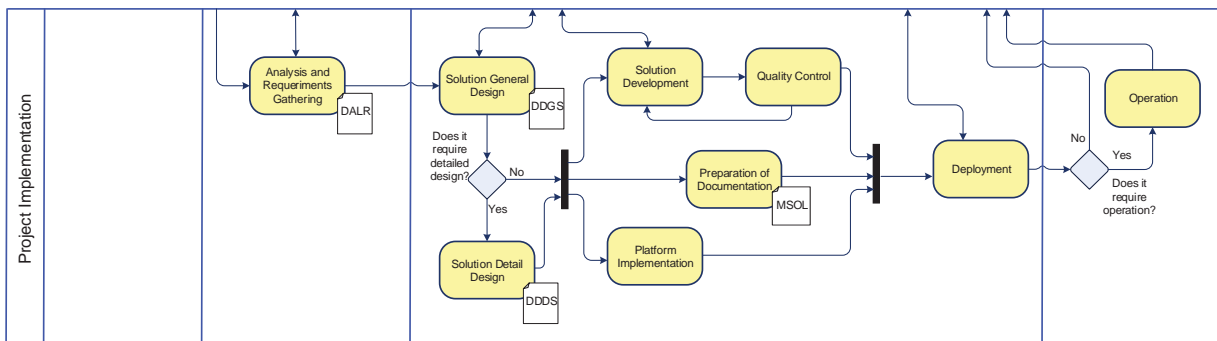 Project Implementation
Analysis and
Requeriments
Gathering
DALR
Solution General
Design
DDGS
Does it
require
detailed
design?
No
Yes
Solution Detail
Design
DDDS
Solution
Development
Quality Control
Preparation of
Documentation
MSOL
Platform
Implementation
Deployment
No
Yes
Does it
require
operation?
Operation